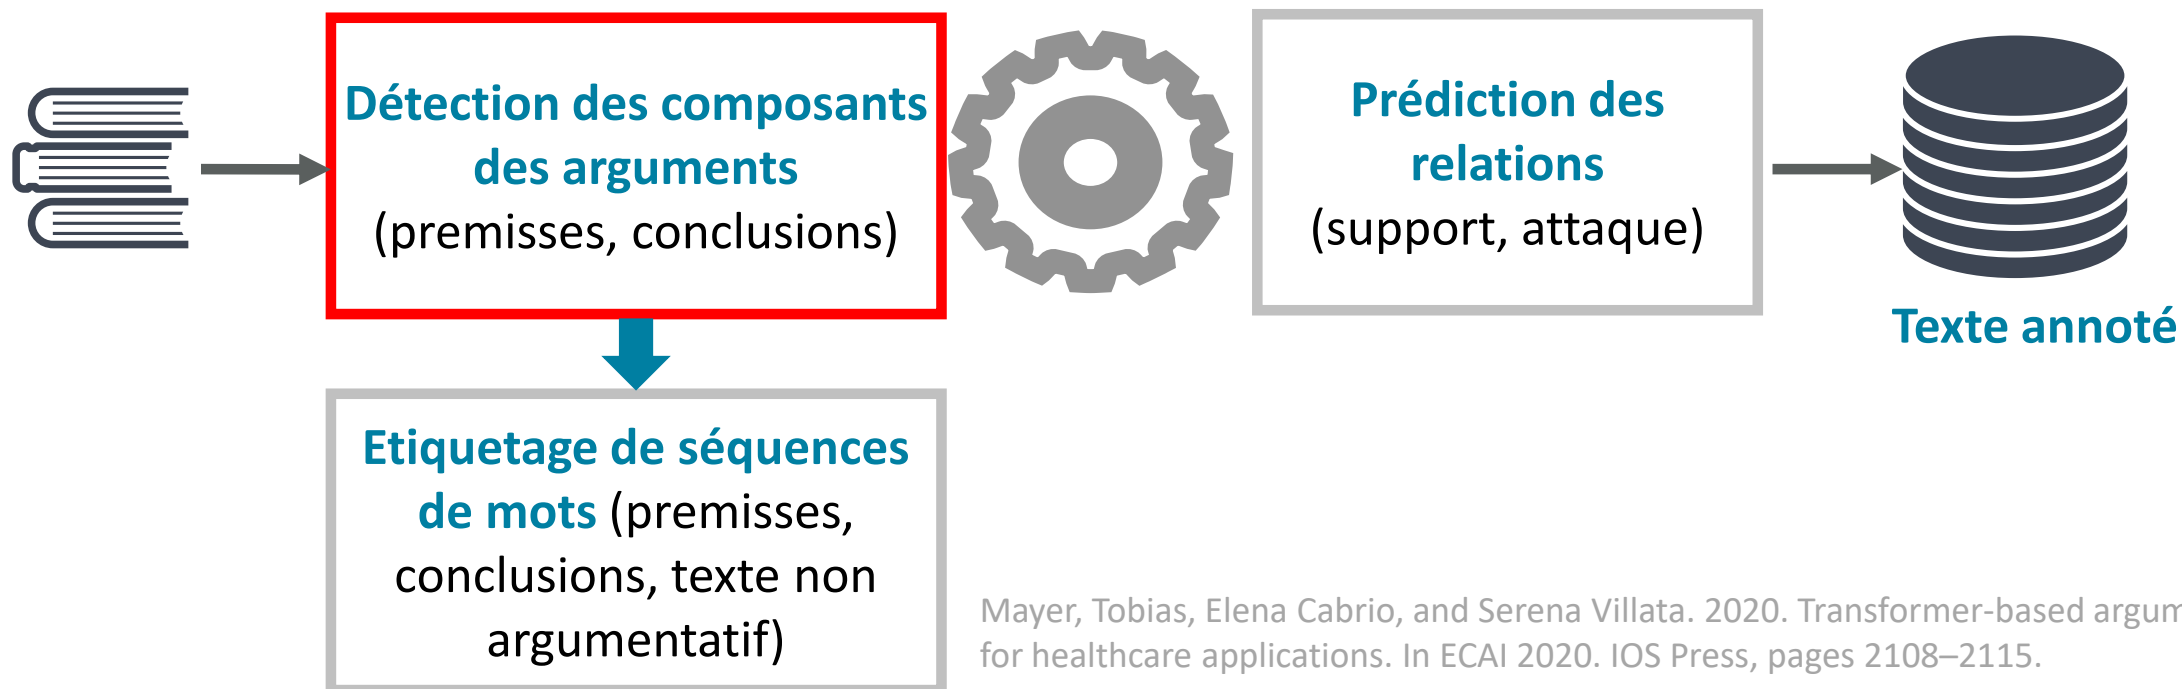 Détection des composants
des arguments
(premisses, conclusions)
Prédiction des
relations
(support, attaque)
Texte annoté
Etiquetage de séquences
de mots (premisses,
conclusions, texte non
argumentatif)
Mayer, Tobias, Elena Cabrio, and Serena Villata. 2020. Transformer-based argum
for healthcare applications. In ECAI 2020. IOS Press, pages 2108–2115.